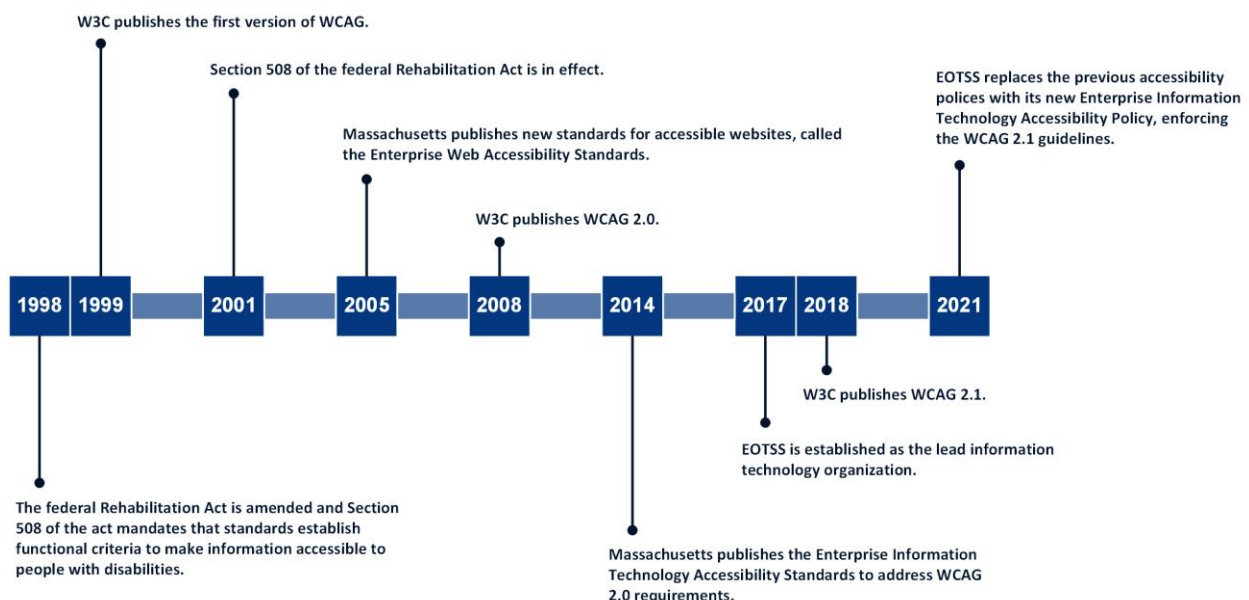 W3C publishes the first version of WCAG.
Section 508 of the federal Rehabilitation Act is in effect.
Massachusetts publishes new standards for accessible websites, called
the Enterprise Web Accessibility Standards.
W3C publishes WCAG 2.0.
EOTSS replaces the previous accessibility
polices with its new Enterprise Information
Technology Accessibility Policy, enforcing
the WCAG 2.1 guidelines.
1998
1999
2001
2005
2008
2014
2017
2018
2021
W3C publishes WCAG 2.1.
EOTSS is established as the lead information
technology organization.
The federal Rehabilitation Act is amended and Section
508 of the act mandates that standards establish
functional criteria to make information accessible to
people with disabilities.
Massachusetts publishes the Enterprise Information
Technology Accessibility Standards to address WCAG
2.0 requirements.